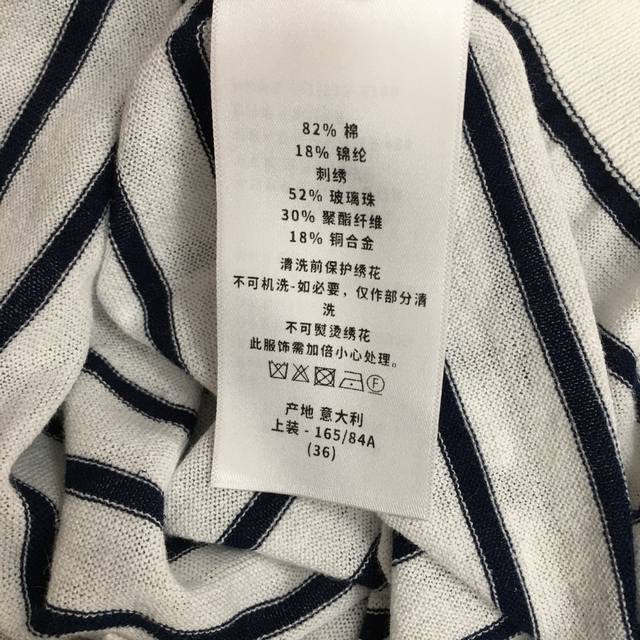 82% 棉
18% 锦纶
刺绣
52% 玻璃珠
30% 聚酯纤维
18% 铜合金
清洗前保护绣花
不可机洗-如必要，仅作部分清
洗
不可熨烫绣花
此服饰需加倍小心处理。
F
产地 意大利
上装 - 165/84A
(36)